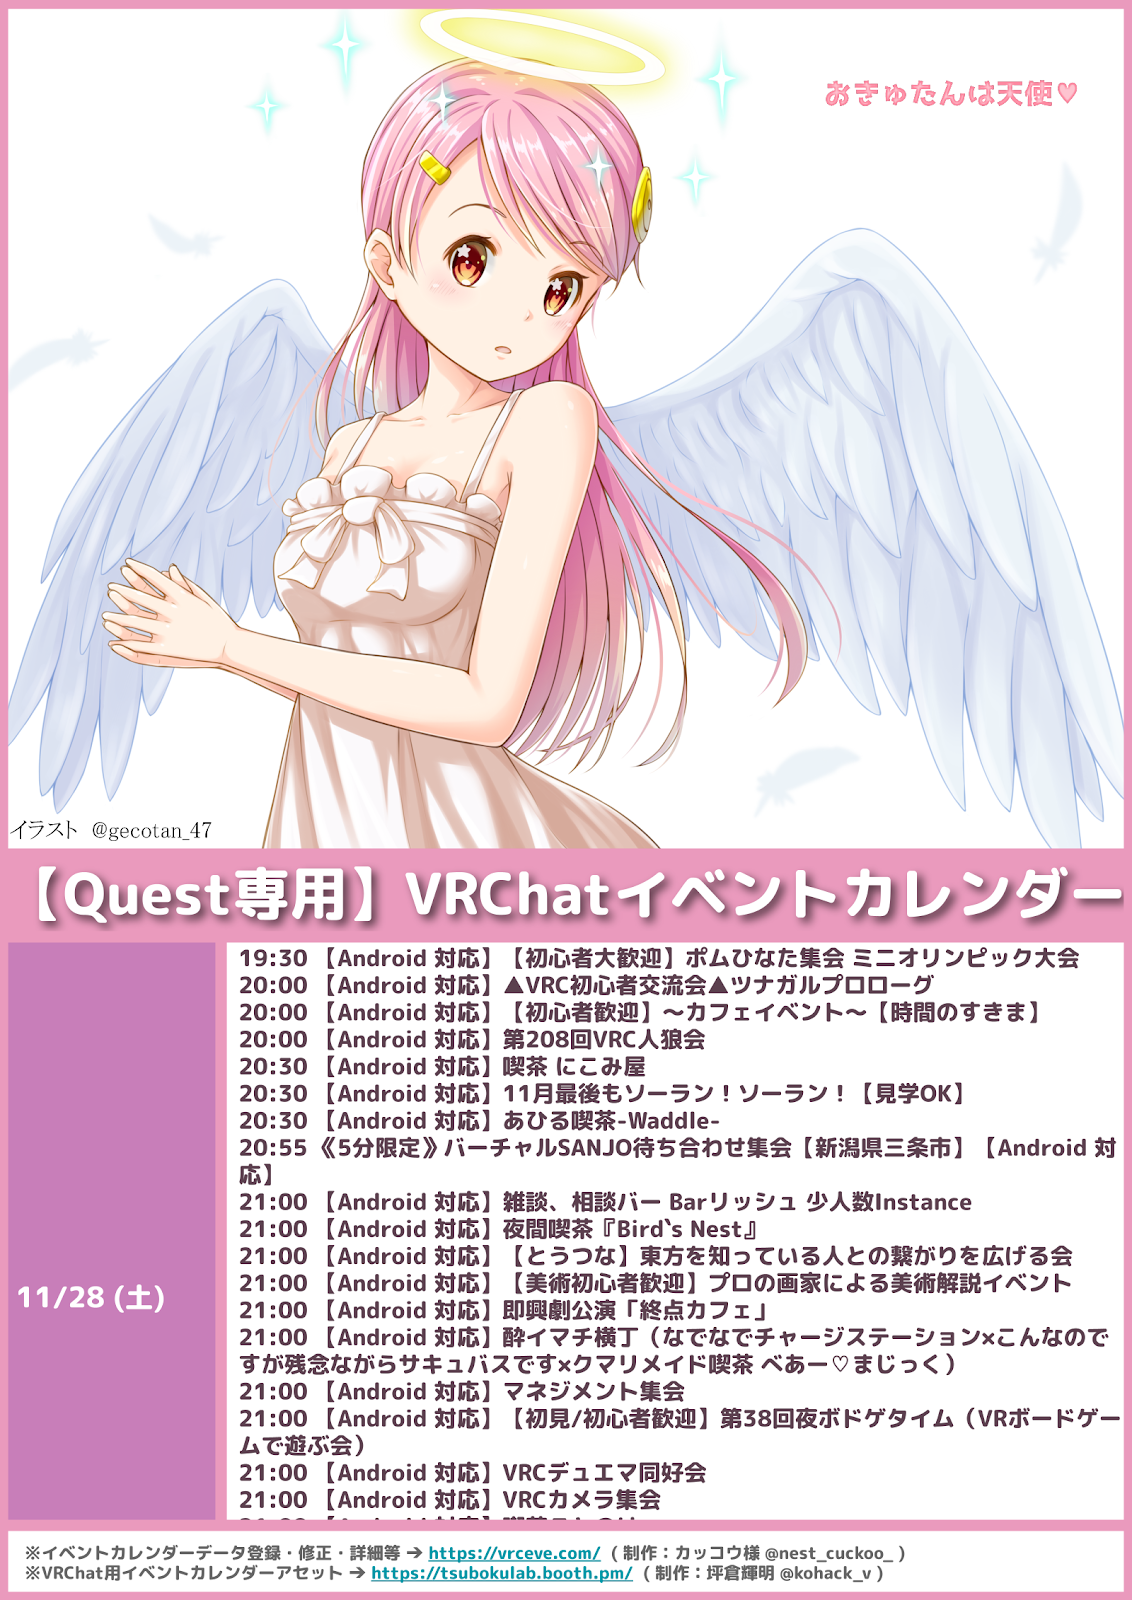 おきゅたんは天使♥
イラスト @gecotan_47
【Quest専用】VRChatイベントカレンダー
11/28 (土)
19:30 【Android 対応】【初心者大歓迎】ポムひなた集会 ミニオリンピック大会
20:00 【Android 対応】▲VRC初心者交流会▲ツナガルプロローグ
20:00 【Android 対応】【初心者歓迎】～カフェイベント～【時間のすきま】
20:00 【Android 対応】第208回VRC人狼会
20:30 【Android 対応】喫茶 にこみ屋
20:30 【Android 対応】11月最後もソーラン！ソーラン！【見学OK】
20:30 【Android 対応】あひる喫茶-Waddle-
20:55 《5分限定》バーチャルSANJO待ち合わせ集会【新潟県三条市】【Android 対
応】
21:00 【Android 対応】雑談、相談バー Barリッシュ 少人数Instance
21:00 【Android 対応】夜間喫茶『Bird‵s Nest』
21:00 【Android 対応】【とうつな】東方を知っている人との繋がりを広げる会
21:00 【Android 対応】【美術初心者歓迎】プロの画家による美術解説イベント
21:00 【Android 対応】即興劇公演「終点カフェ」
21:00 【Android 対応】酔イマチ横丁（なでなでチャージステーション×こんなので
すが残念ながらサキュバスです×クマリメイド喫茶 べあー♡まじっく）
21:00 【Android 対応】マネジメント集会
21:00 【Android 対応】【初見/初心者歓迎】第38回夜ボドゲタイム（VRボードゲー
ムで遊ぶ会）
21:00 【Android 対応】VRCデュエマ同好会
21:00 【Android 対応】VRCカメラ集会
※イベントカレンダーデータ登録・修正・詳細等 → https://vrceve.com/ ( 制作：カッコウ様 @nest_cuckoo_ )
※VRChat用イベントカレンダーアセット → https://tsubokulab.booth.pm/ ( 制作：坪倉輝明 @kohack_v )